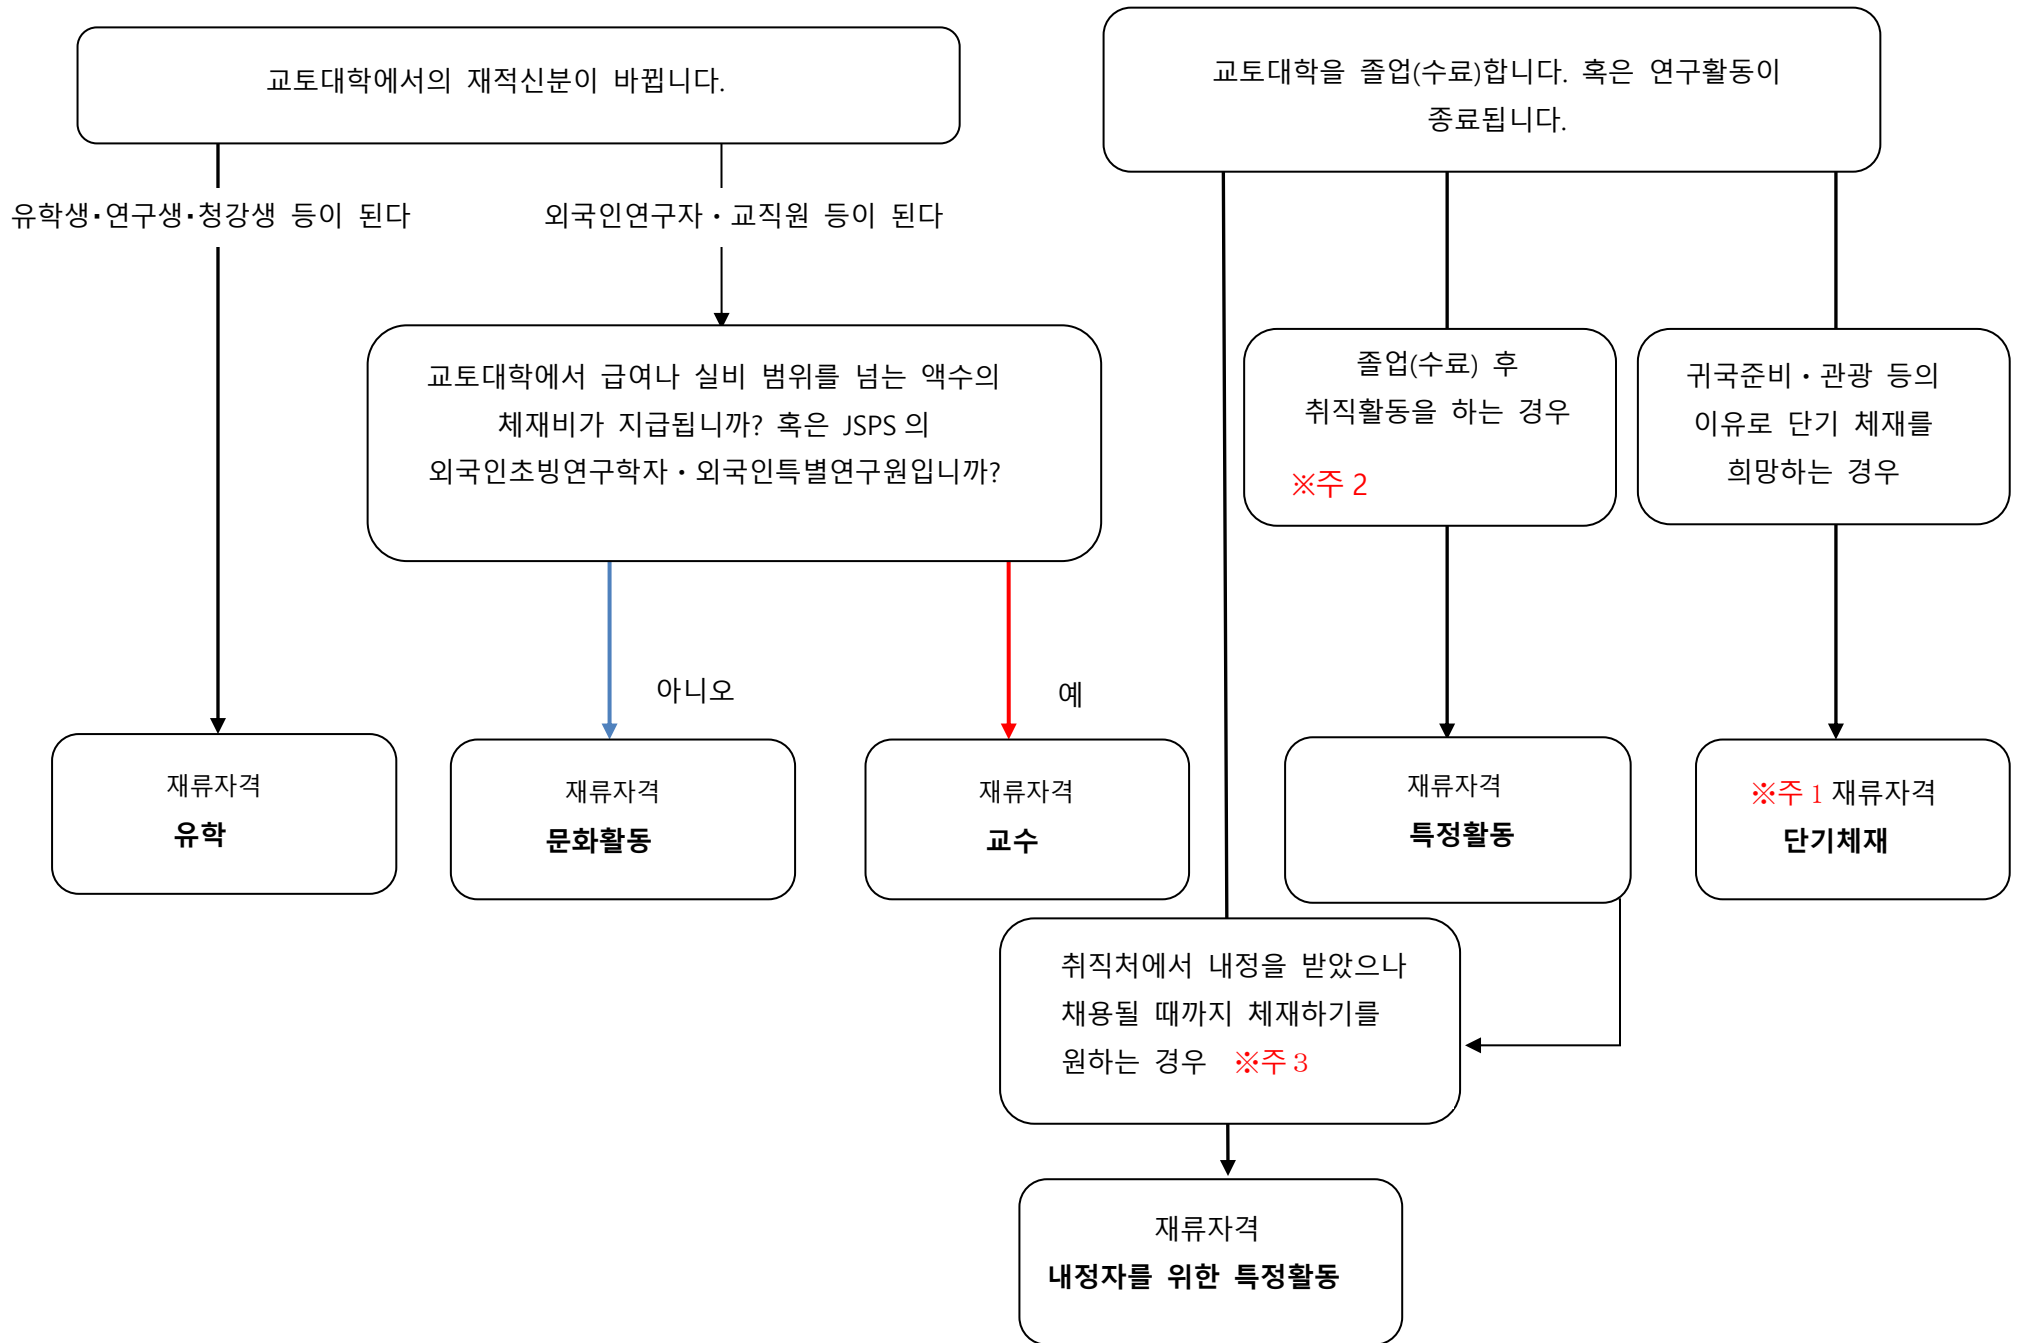 교토대학에서의 재적신분이 바뀝니다.
교토대학을 졸업(수료)합니다. 혹은 연구활동이
종료됩니다.
유학생・연구생・청강생 등이 된다
외국인연구자・교직원 등이 된다
교토대학에서 급여나 실비 범위를 넘는 액수의
체재비가 지급됩니까? 혹은 JSPS 의
외국인초빙연구학자・외국인특별연구원입니까?
졸업(수료) 후
취직활동을 하는 경우
※주 2
귀국준비・관광 등의
이유로 단기 체재를
희망하는 경우
아니오
예
재류자격
유학
재류자격
문화활동
재류자격
교수
재류자격
특정활동
※주 1 재류자격
단기체재
취직처에서 내정을 받았으나
채용될 때까지 체재하기를
원하는 경우 ※주 3
재류자격
내정자를 위한 특정활동